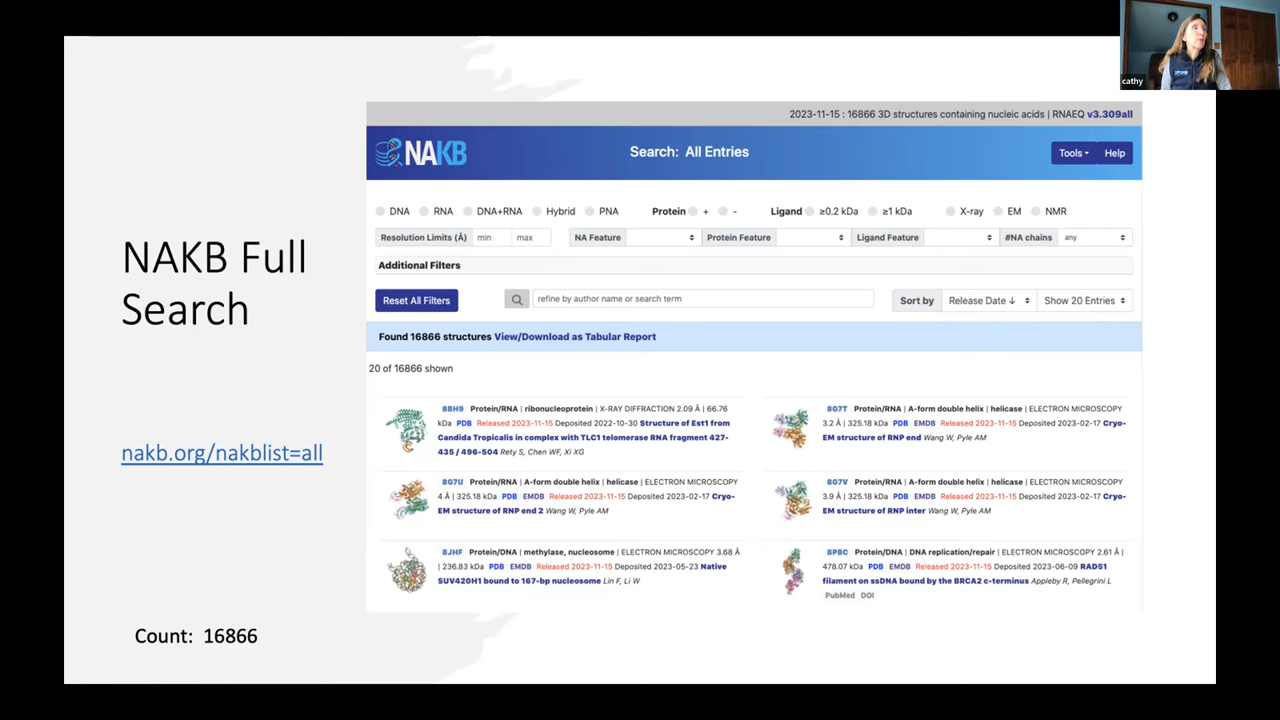 cathy
NAKB Full
Search
nakb.org/nakblist=all
Count: 16866
2023-11-15 : 16866 3D structures containing nucleic acids | RNAEQ v3.309all
NAKB
Search: All Entries
Tools Help
DNA RNA DNA+RNA Hybrid PNA Protein + - Ligand ≥0.2 kDa ≥1 kDa X-ray EM NMR
Resolution Limits (Å) min max NA Feature Protein Feature Ligand Feature #NA chains any
Additional Filters
Reset All Filters refine by author name or search term Sort by Release Date ↓ Show 20 Entries
Found 16866 structures View/Download as Tabular Report
20 of 16866 shown
8BH9 Protein/RNA | ribonucleoprotein | X-RAY DIFFRACTION 2.09 Å | 66.76
kDa PDB Released 2023-11-15 Deposited 2022-10-30 Structure of Est1 from
Candida Tropicalis in complex with TLC1 telomerase RNA fragment 427-
435 / 496-504 Rety S, Chen WF, Xi XG
8G7T Protein/RNA | A-form double helix | helicase | ELECTRON MICROSCOPY
3.2 Å | 325.18 kDa PDB EMDB Released 2023-11-15 Deposited 2023-02-17 Cryo-
EM structure of RNP end Wang W, Pyle AM
8G7U Protein/RNA | A-form double helix | helicase | ELECTRON MICROSCOPY
4 Å | 325.18 kDa PDB EMDB Released 2023-11-15 Deposited 2023-02-17 Cryo-
EM structure of RNP end 2 Wang W, Pyle AM
8G7V Protein/RNA | A-form double helix | helicase | ELECTRON MICROSCOPY
3.9 Å | 325.18 kDa PDB EMDB Released 2023-11-15 Deposited 2023-02-17 Cryo-
EM structure of RNP inter Wang W, Pyle AM
8JHF Protein/DNA | methylase, nucleosome | ELECTRON MICROSCOPY 3.68 Å
| 236.83 kDa PDB EMDB Released 2023-11-15 Deposited 2023-05-23 Native
SUV420H1 bound to 167-bp nucleosome Lin F, Li W
8PBC Protein/DNA | DNA replication/repair | ELECTRON MICROSCOPY 2.61 Å |
478.07 kDa PDB EMDB Released 2023-11-15 Deposited 2023-06-09 RAD51
filament on ssDNA bound by the BRCA2 c-terminus Appleby R, Pellegrini L
PubMed DOI